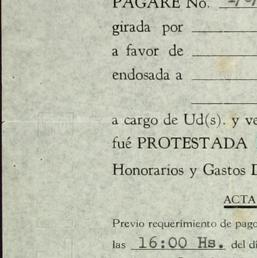 PAGARE No.
girada por
a favor de
endosada a
a cargo de Ud(s). y ve
fué PROTESTADA
Honorarios y Gastos D
ACTA
Previo requerimiento de pago
las 16:00 Hs. del dí